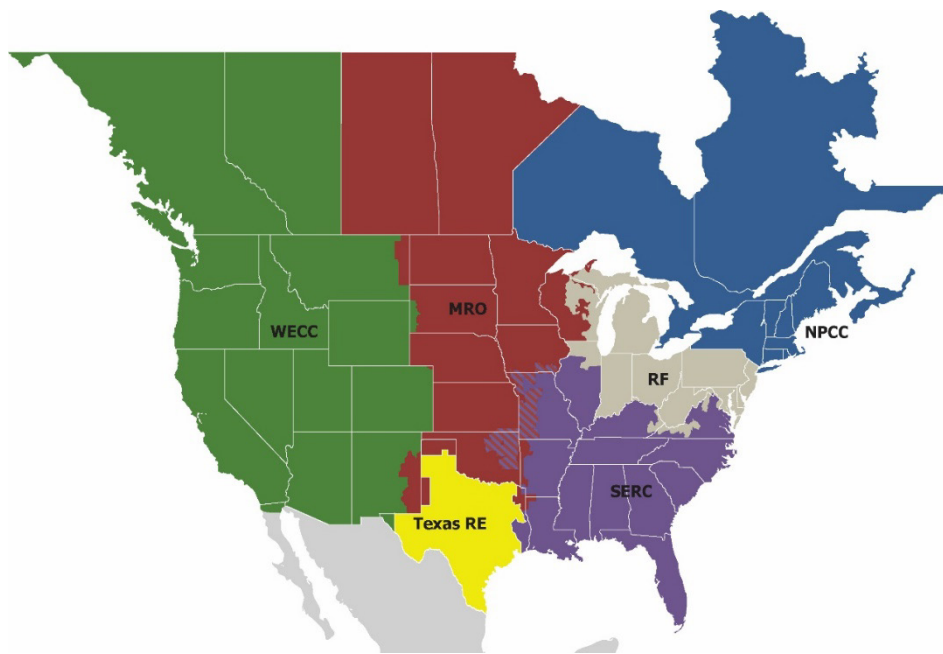 WECC
MRO
NPCC
RF
SERC
Texas RE